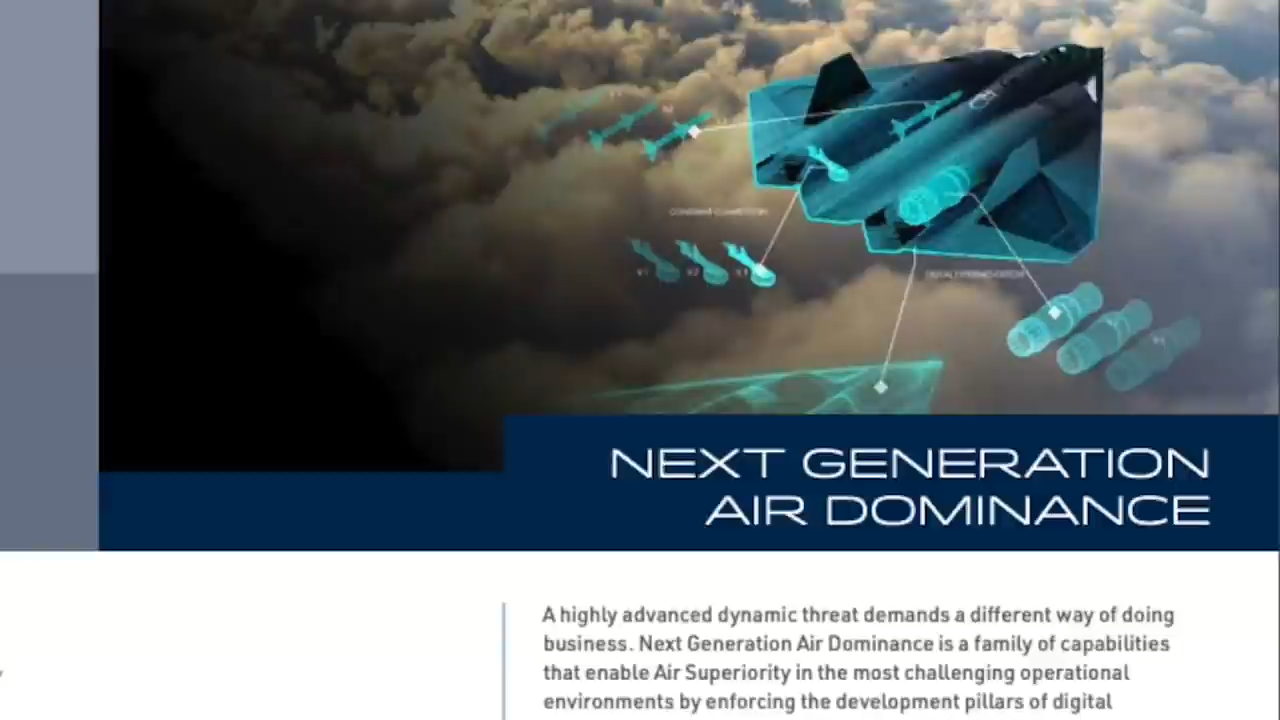 NEXT GENERATION
AIR DOMINANCE
A highly advanced dynamic threat demands a different way of doing
business. Next Generation Air Dominance is a family of capabilities
that enable Air Superiority in the most challenging operational
environments by enforcing the development pillars of digital